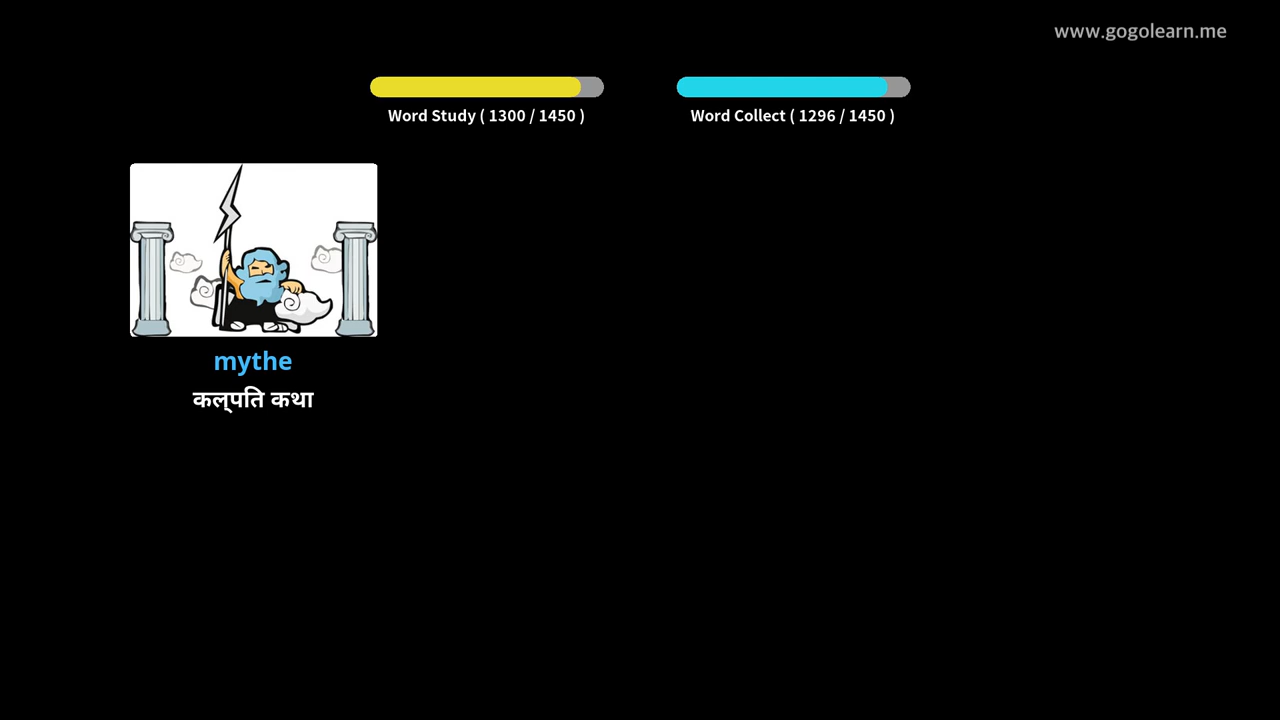 www.gogolearn.me
Word Study ( 1300 / 1450 )
Word Collect ( 1296 / 1450 )
mythe
कल्पति कथा